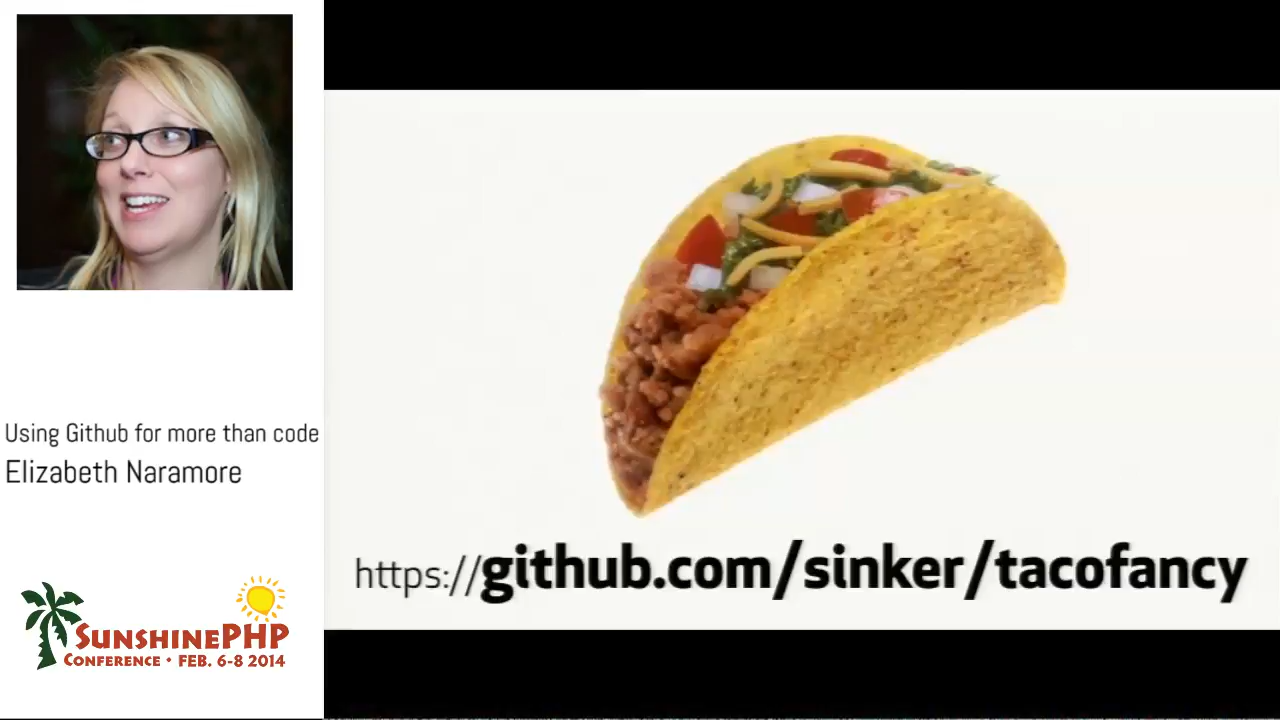 Using Github for more than code
Elizabeth Naramore
SUNSHINEPHP
CONFERENCE • FEB. 6-8 2014
https://github.com/sinker/tacofancy